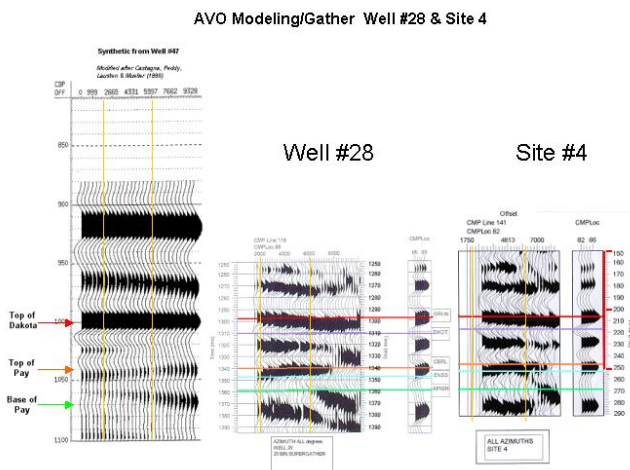 AVO Modeling/Gather Well #28 & Site 4
Synthetic from Well #47
Modified after Castagna, Peddy,
Lausten & Mueller (1998)
CDP
OFF 0 999 2665 4331 5997 7662 9328
850
900
950
1000
1050
1100
Top of
Dakota
Top of
Pay
Base of
Pay
Well #28
CMP Line 118
2000 4000 6000 8000
CMPLoc
1250
1260
1270
1280
1290
1300
1310
1320
1330
1340
1350
1360
1370
1380
1390
DKOT
AZIMUTH ALL degrees
Site #4
Offset
CMP Line 141
CMPLoc 82
1750 4813 7000
CMPLoc
82 86
150
160
170
180
190
200
210
220
230
240
250
260
270
280
290
ALL AZIMUTHS
SITE 4